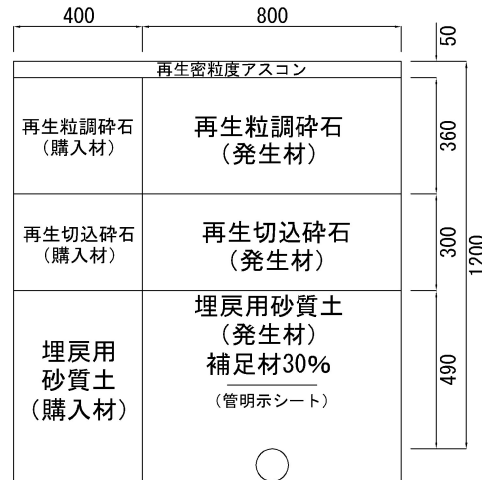 400
800
50
再生密粒度アスコン
再生粒調砕石
(購入材)
再生粒調砕石
(発生材)
360
再生切込砕石
(購入材)
再生切込砕石
(発生材)
300
1200
埋戻用
砂質土
(購入材)
埋戻用砂質土
(発生材)
補足材30%
(管明示シート)
490